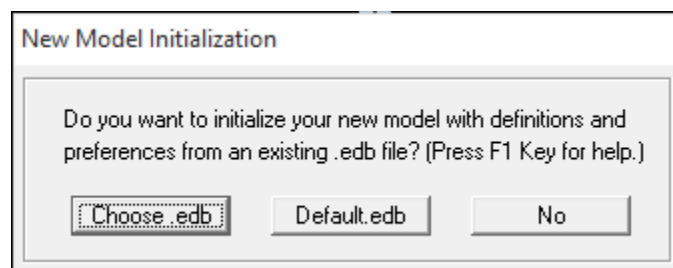 New Model Initialization
Do you want to initialize your new model with definitions and
preferences from an existing .edb file? (Press F1 Key for help.)
Choose .edb
Default.edb
No